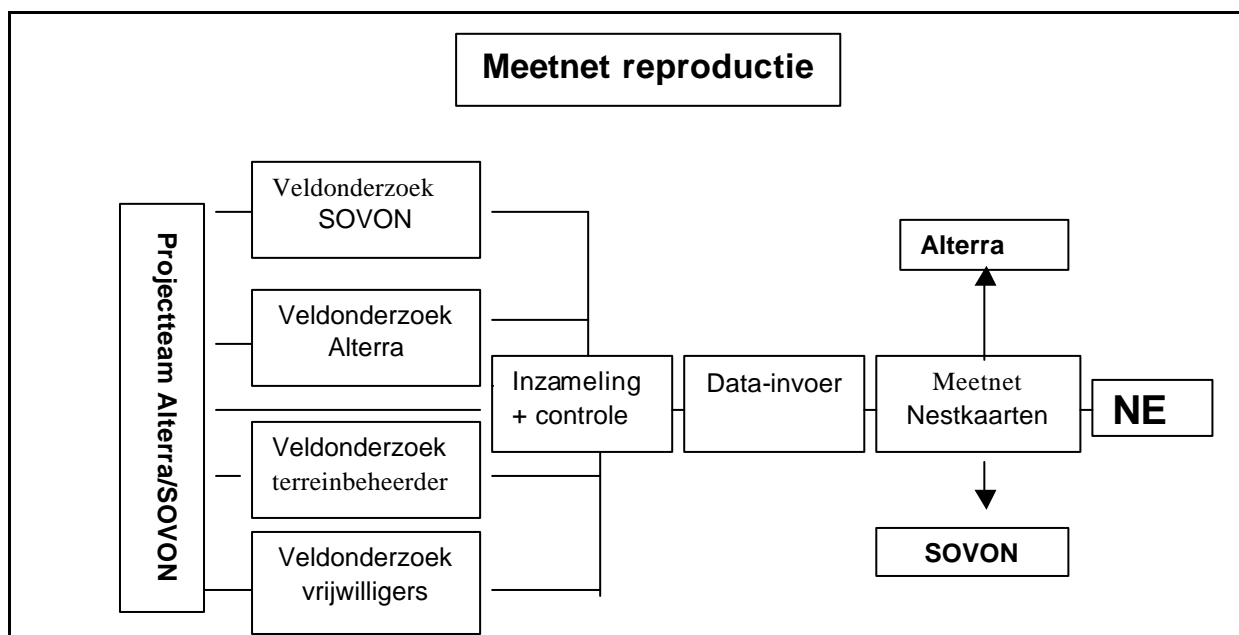 Meetnet reproductie
Projectteam Alterra/SOVON
Veldonderzoek
SOVON
Veldonderzoek
Alterra
Veldonderzoek
terreinbeheerder
Veldonderzoek
vrijwilligers
Inzameling
+ controle
Data-invoer
Meetnet
Nestkaarten
Alterra
NE
SOVON